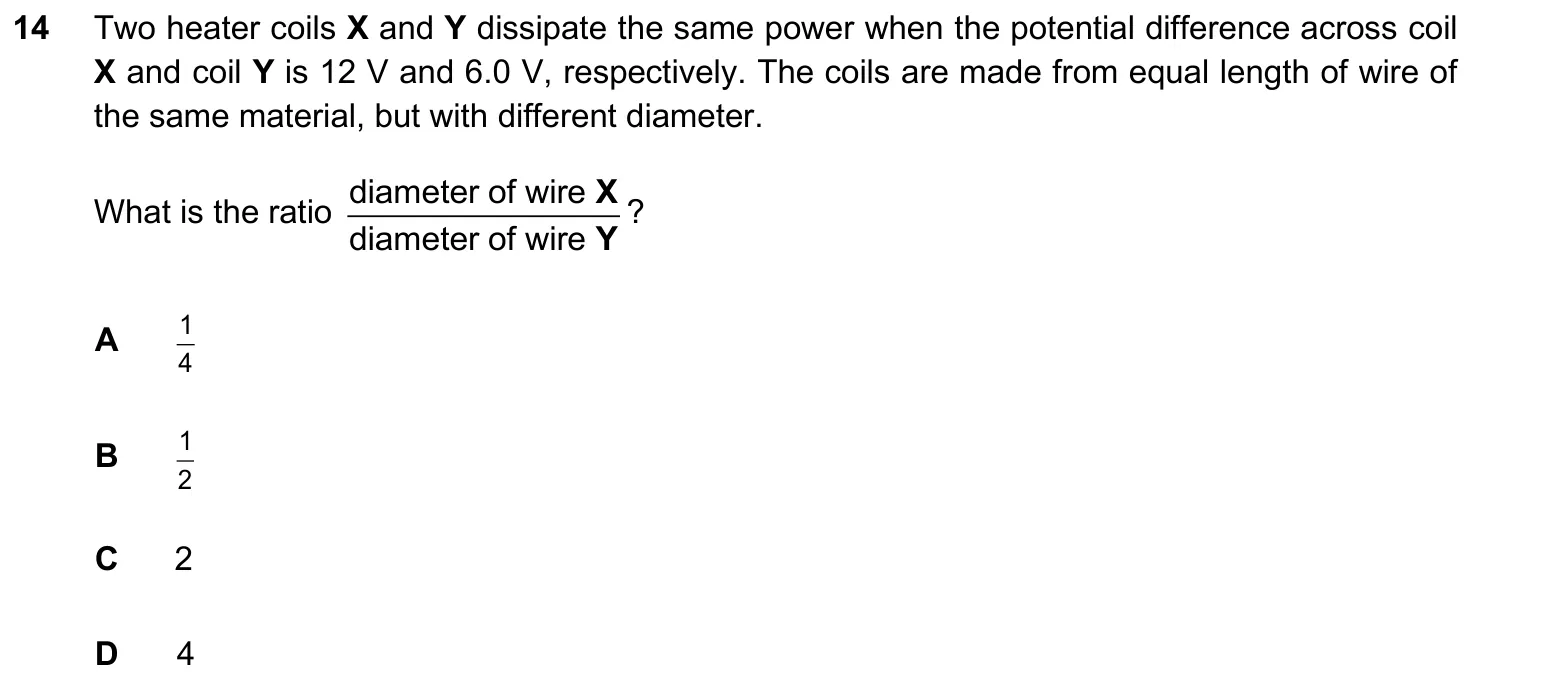 14 Two heater coils X and Y dissipate the same power when the potential difference across coil
X and coil Y is 12 V and 6.0 V, respectively. The coils are made from equal length of wire of
the same material, but with different diameter.
What is the ratio diameter of wire X / diameter of wire Y ?
A 1/4
B 1/2
C 2
D 4